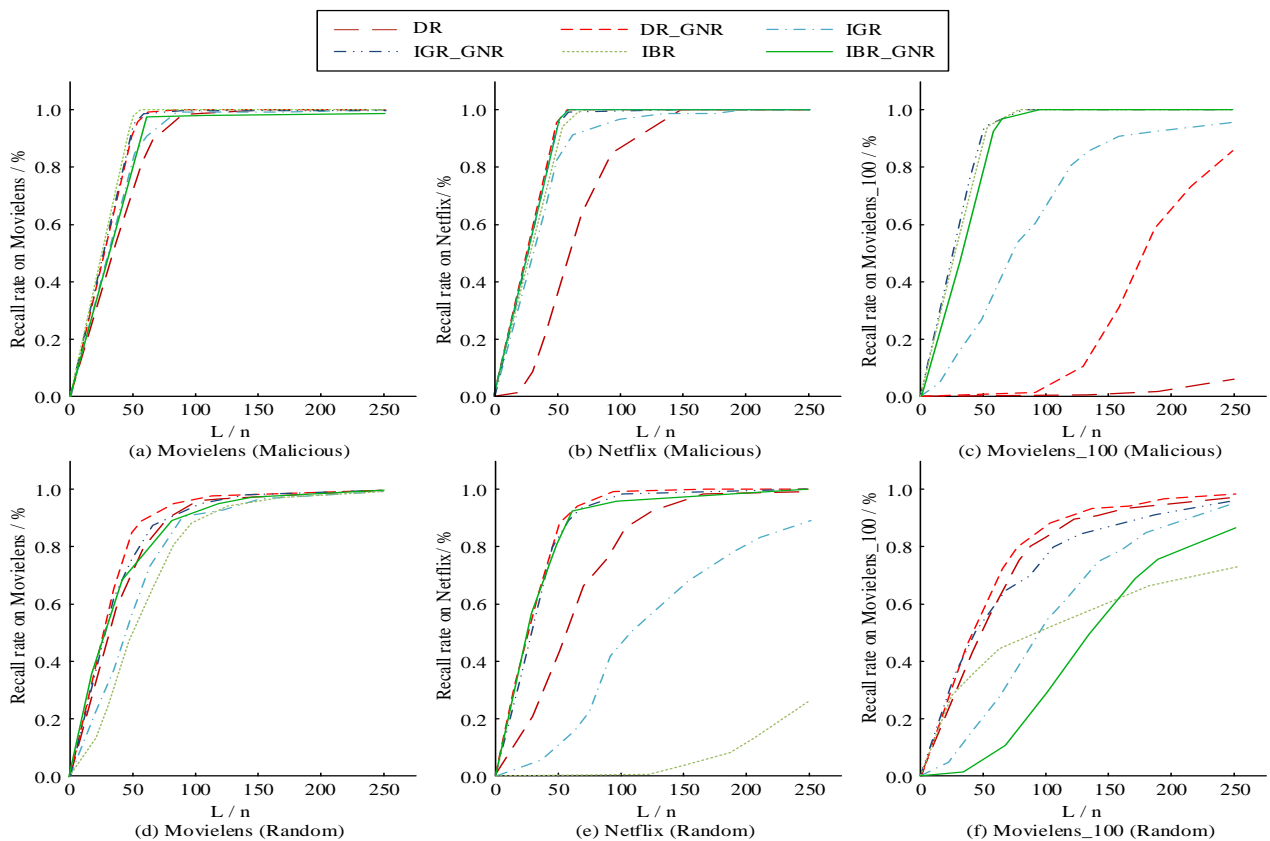 DR DR_GNR IGR
IGR_GNR IBR IBR_GNR
Recall rate on Movielens / %
1.0
0.8
0.6
0.4
0.2
0.0
0 50 100 150 200 250
L / n
(a) Movielens (Malicious)
Recall rate on Netflix/ %
1.0
0.8
0.6
0.4
0.2
0.0
0 50 100 150 200 250
L / n
(b) Netflix (Malicious)
Recall rate on Movielens_100 / %
1.0
0.8
0.6
0.4
0.2
0.0
0 50 100 150 200 250
L / n
(c) Movielens_100 (Malicious)
Recall rate on Movielens / %
1.0
0.8
0.6
0.4
0.2
0.0
0 50 100 150 200 250
L / n
(d) Movielens (Random)
Recall rate on Netflix/ %
1.0
0.8
0.6
0.4
0.2
0.0
0 50 100 150 200 250
L / n
(e) Netflix (Random)
Recall rate on Movielens_100 / %
1.0
0.8
0.6
0.4
0.2
0.0
0 50 100 150 200 250
L / n
(f) Movielens_100 (Random)